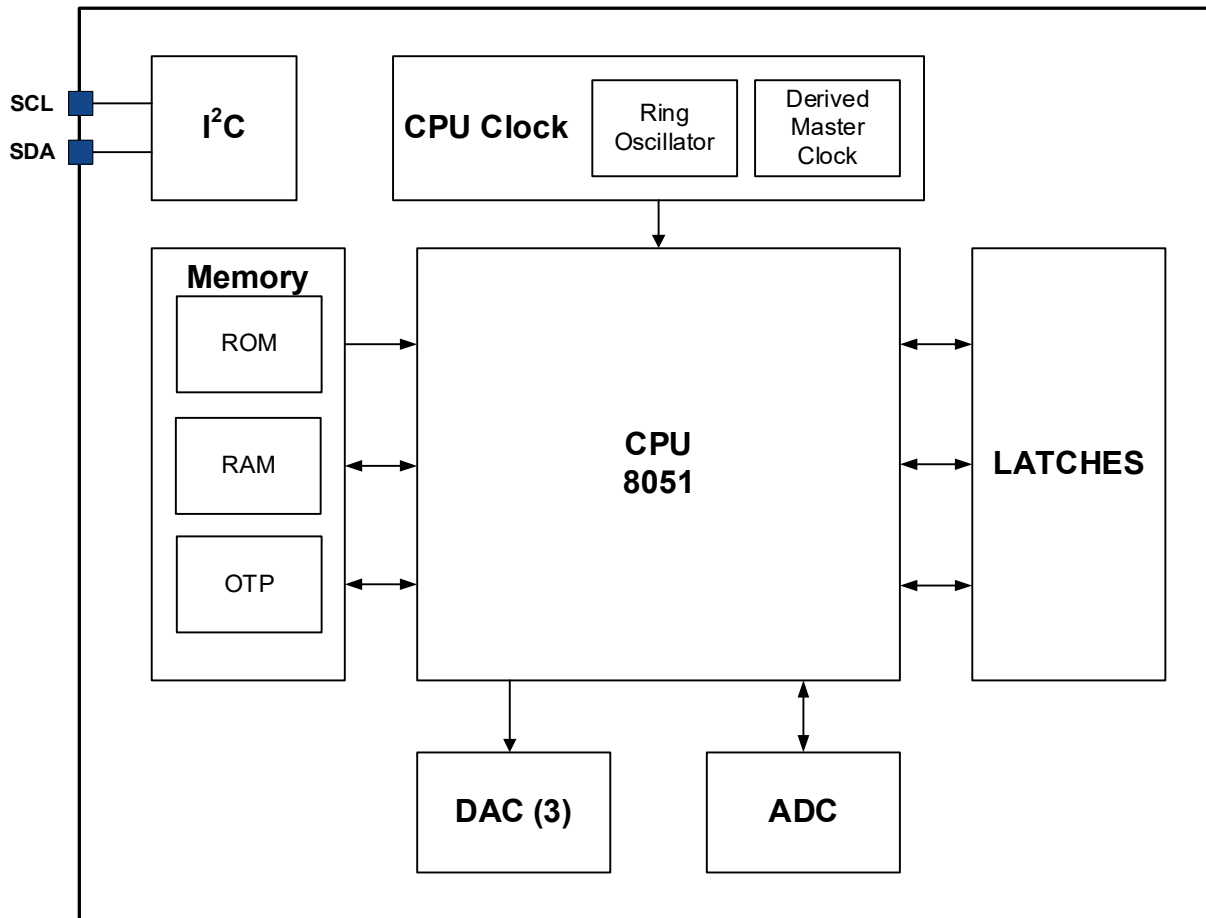 SCL
SDA
I²C
CPU Clock
Ring
Oscillator
Derived
Master
Clock
Memory
ROM
RAM
OTP
CPU
8051
LATCHES
DAC (3)
ADC